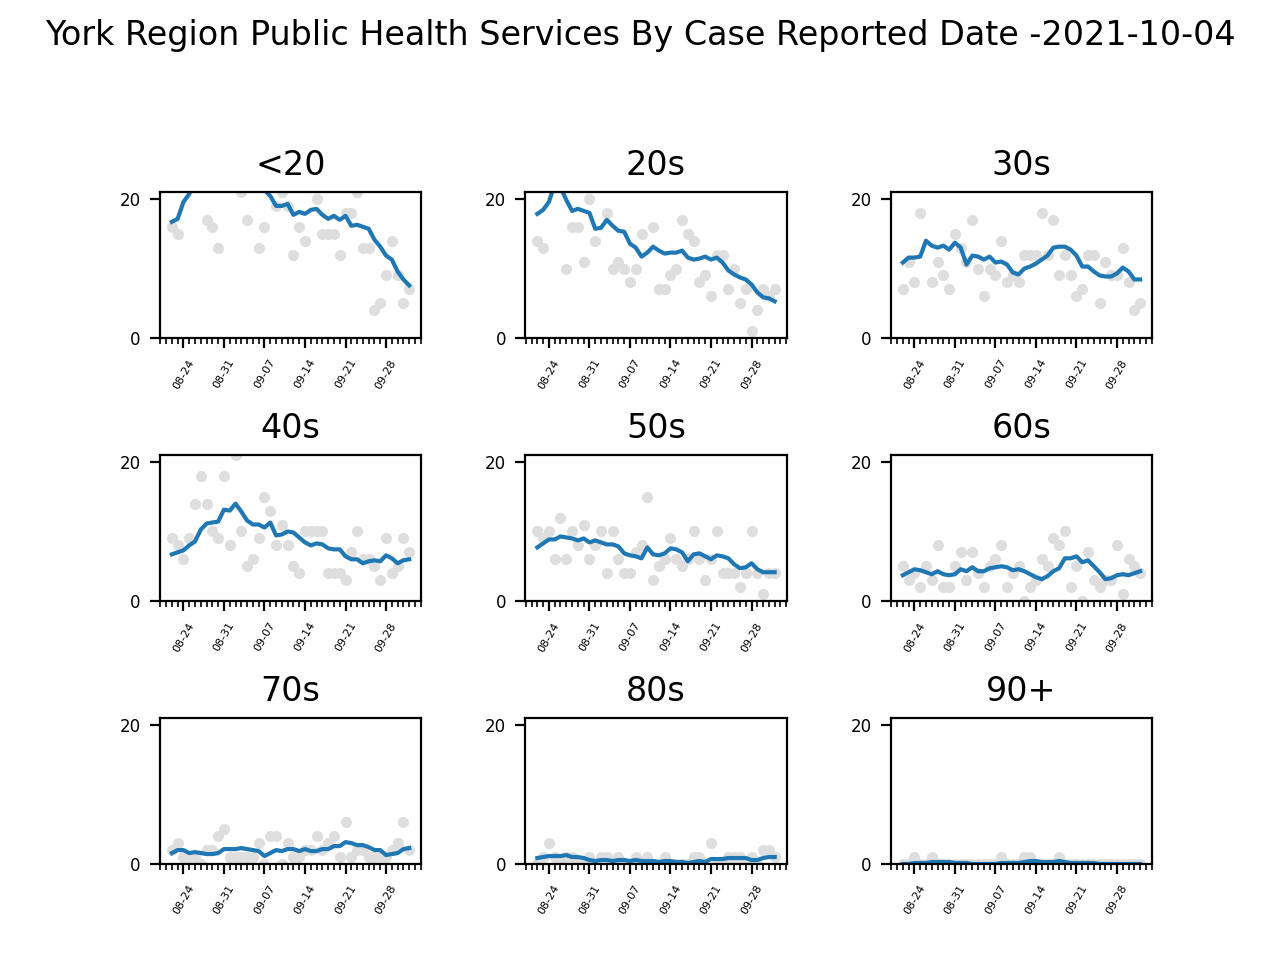 York Region Public Health Services By Case Reported Date -2021-10-04
<20 20s 30s
20 20 20
0 0 0
08-24 08-31 09-07 09-14 09-21 09-28 08-24 08-31 09-07 09-14 09-21 09-28 08-24 08-31 09-07 09-14 09-21 09-28
40s 50s 60s
20 20 20
0 0 0
08-24 08-31 09-07 09-14 09-21 09-28 08-24 08-31 09-07 09-14 09-21 09-28 08-24 08-31 09-07 09-14 09-21 09-28
70s 80s 90+
20 20 20
0 0 0
08-24 08-31 09-07 09-14 09-21 09-28 08-24 08-31 09-07 09-14 09-21 09-28 08-24 08-31 09-07 09-14 09-21 09-28